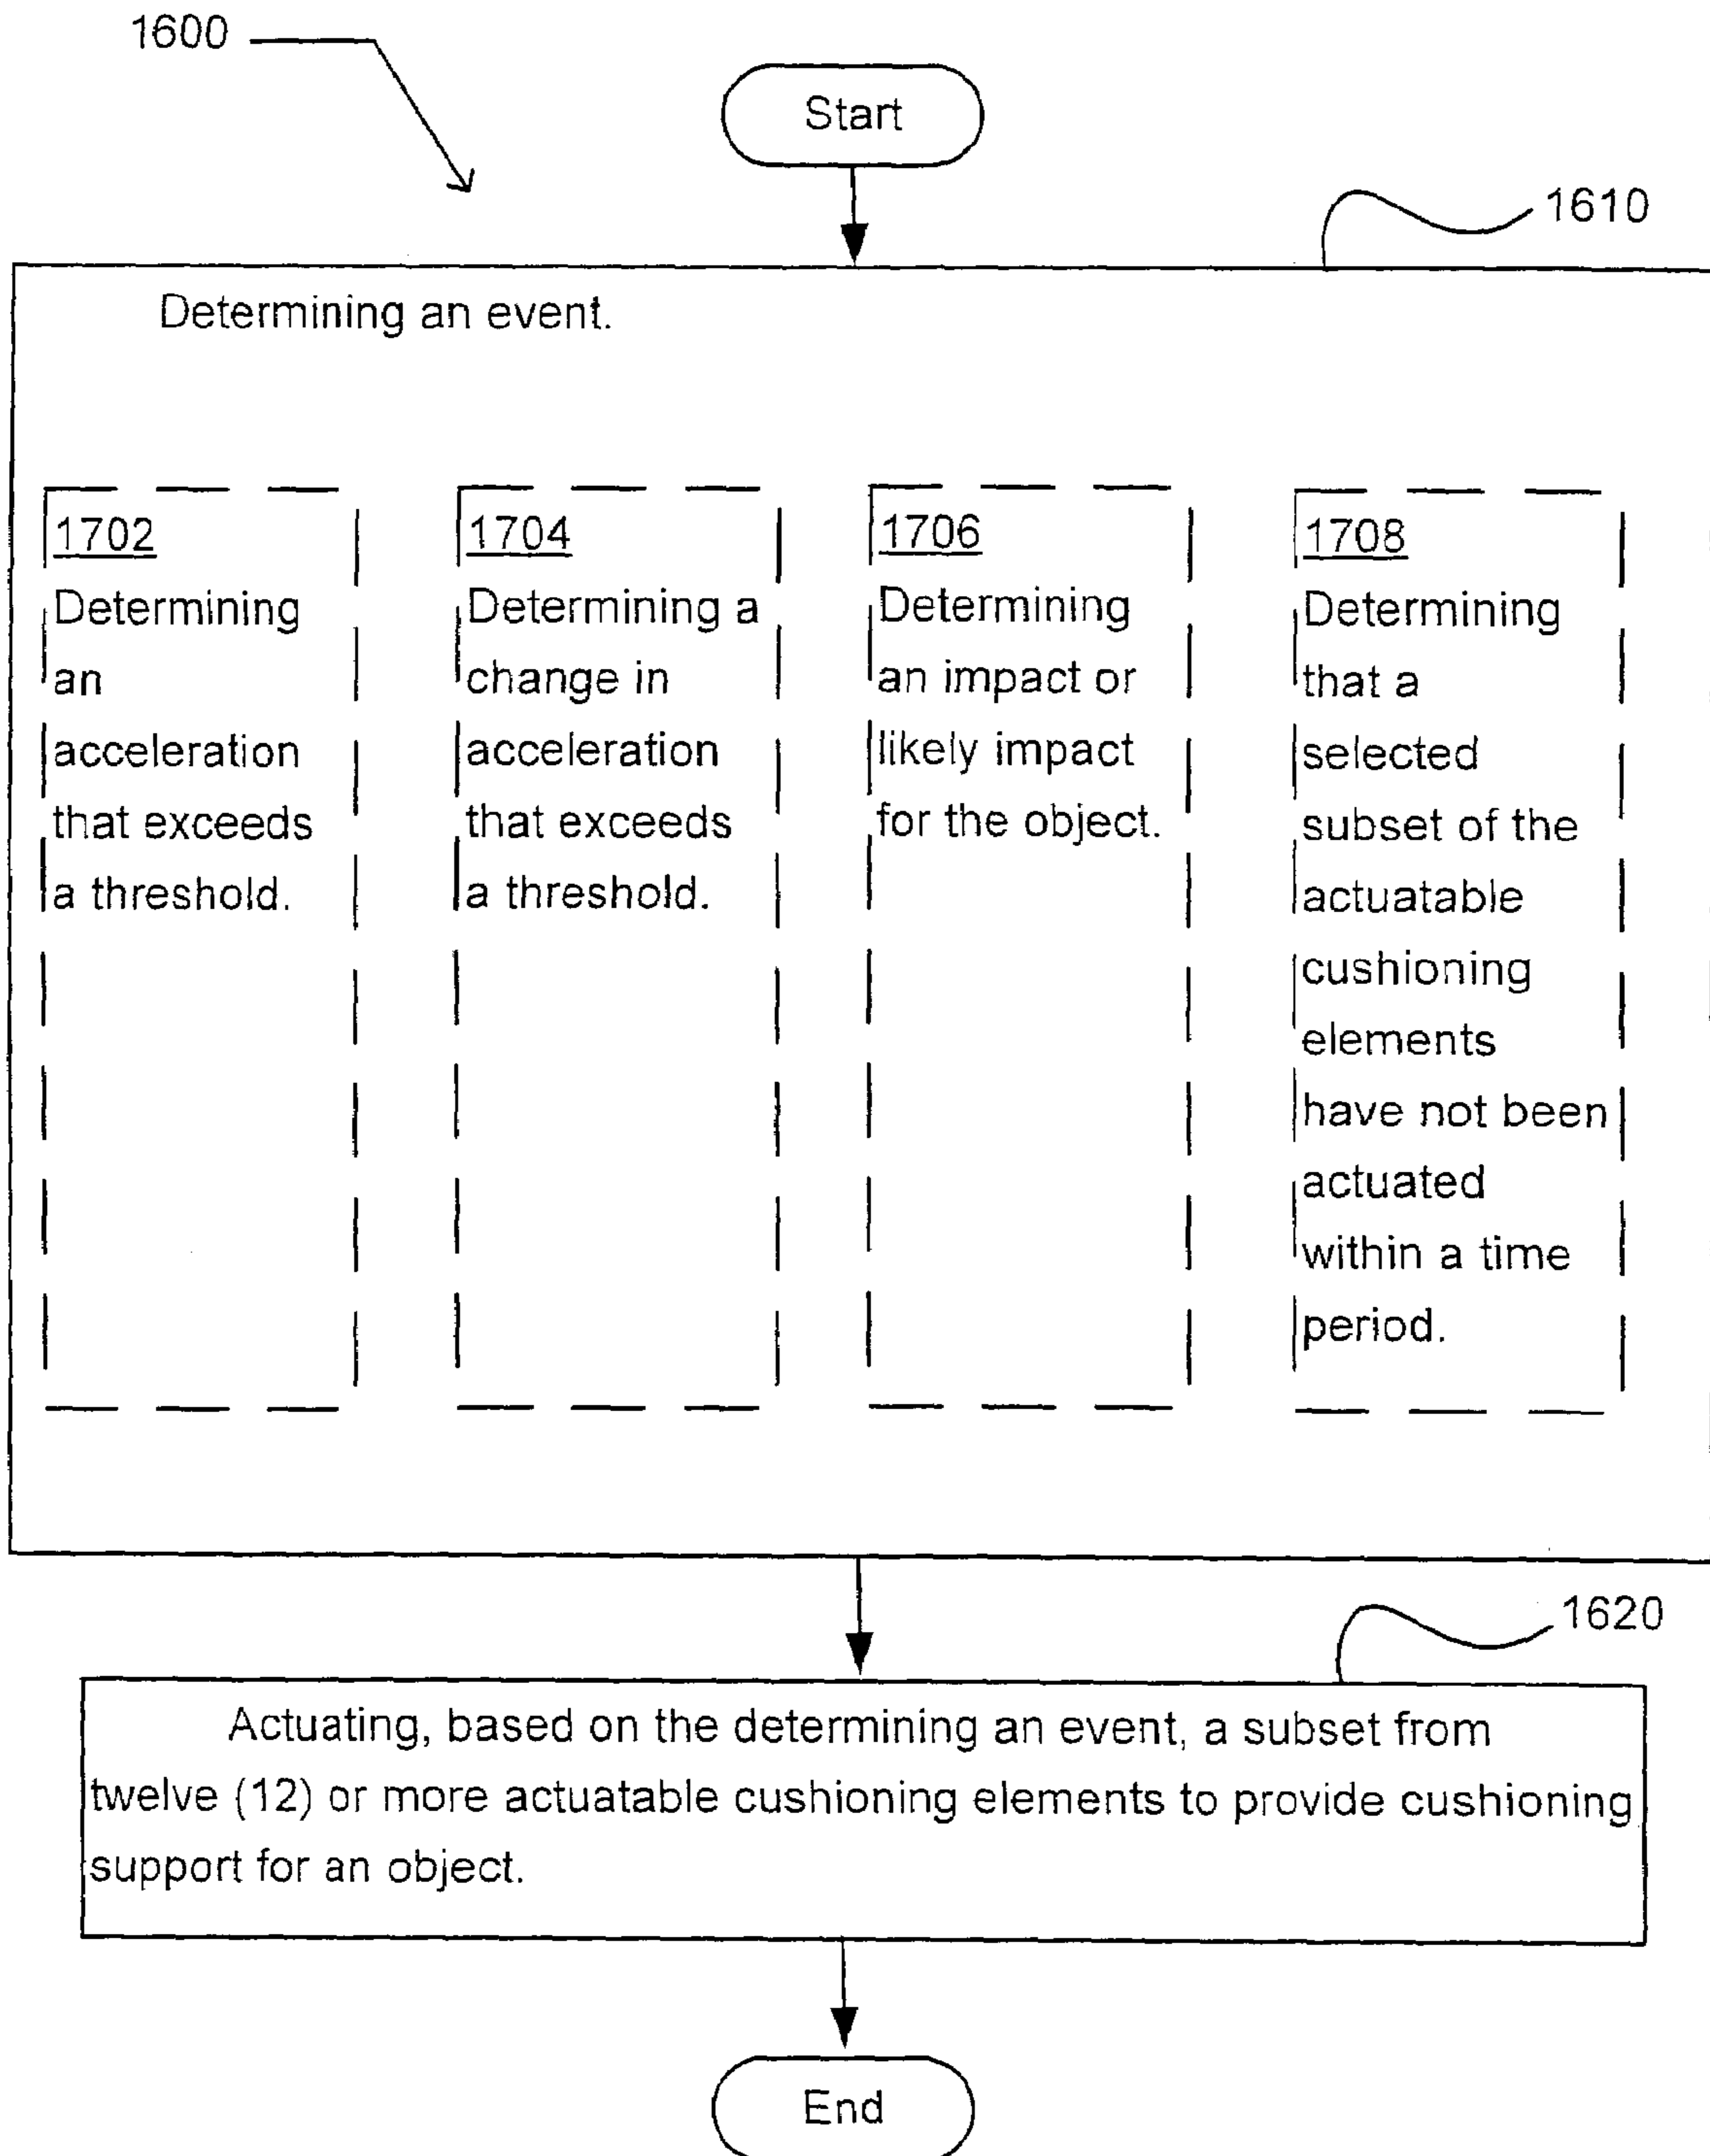 1600
Start
1610
Determining an event.
1702
Determining
an
acceleration
that exceeds
a threshold.
1704
Determining a
change in
acceleration
that exceeds
a threshold.
1706
Determining
an impact or
likely impact
for the object.
1708
Determining
that a
selected
subset of the
actuatable
cushioning
elements
have not been
actuated
within a time
period.
1620
Actuating, based on the determining an event, a subset from
twelve (12) or more actuatable cushioning elements to provide cushioning
support for an object.
End